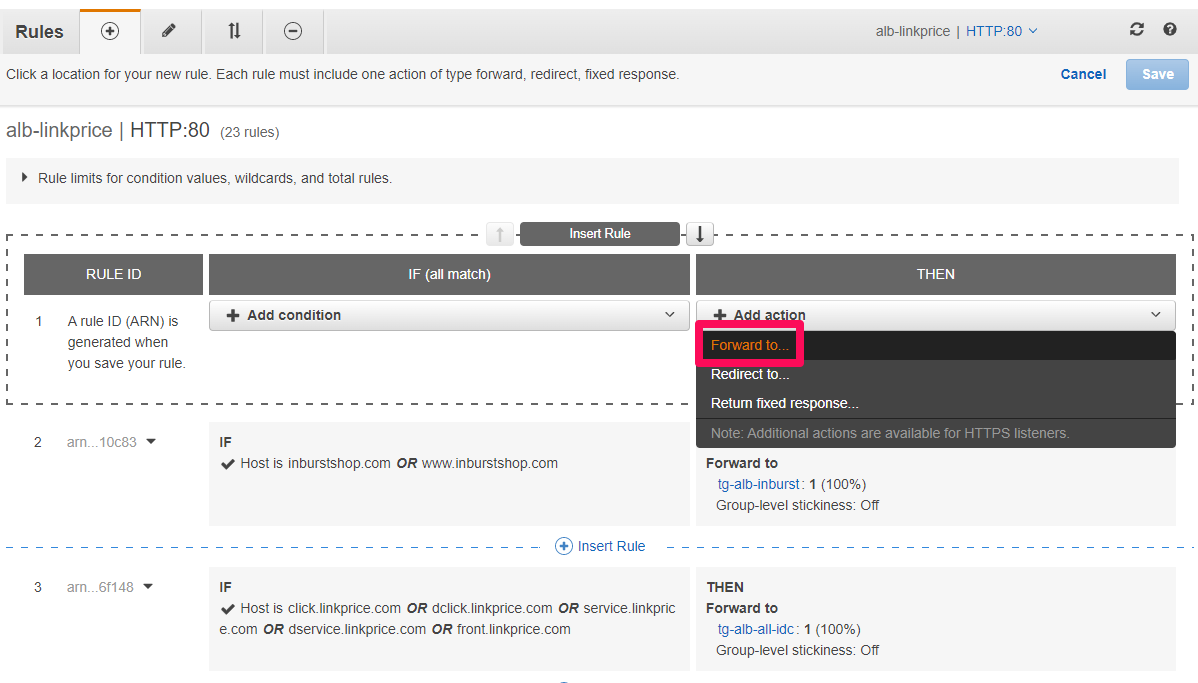 Rules
alb-linkprice | HTTP:80
Click a location for your new rule. Each rule must include one action of type forward, redirect, fixed response.
Cancel
Save
alb-linkprice | HTTP:80 (23 rules)
Rule limits for condition values, wildcards, and total rules.
Insert Rule
RULE ID
IF (all match)
THEN
1
A rule ID (ARN) is
generated when
you save your rule.
Add condition
Add action
Forward to...
Redirect to...
Return fixed response...
Note: Additional actions are available for HTTPS listeners.
2
arn...10c83
IF
Host is inburstshop.com OR www.inburstshop.com
Forward to
tg-alb-inburst: 1 (100%)
Group-level stickiness: Off
Insert Rule
3
arn...6f148
IF
Host is click.linkprice.com OR dclick.linkprice.com OR service.linkpric
e.com OR dservice.linkprice.com OR front.linkprice.com
THEN
Forward to
tg-alb-all-idc: 1 (100%)
Group-level stickiness: Off